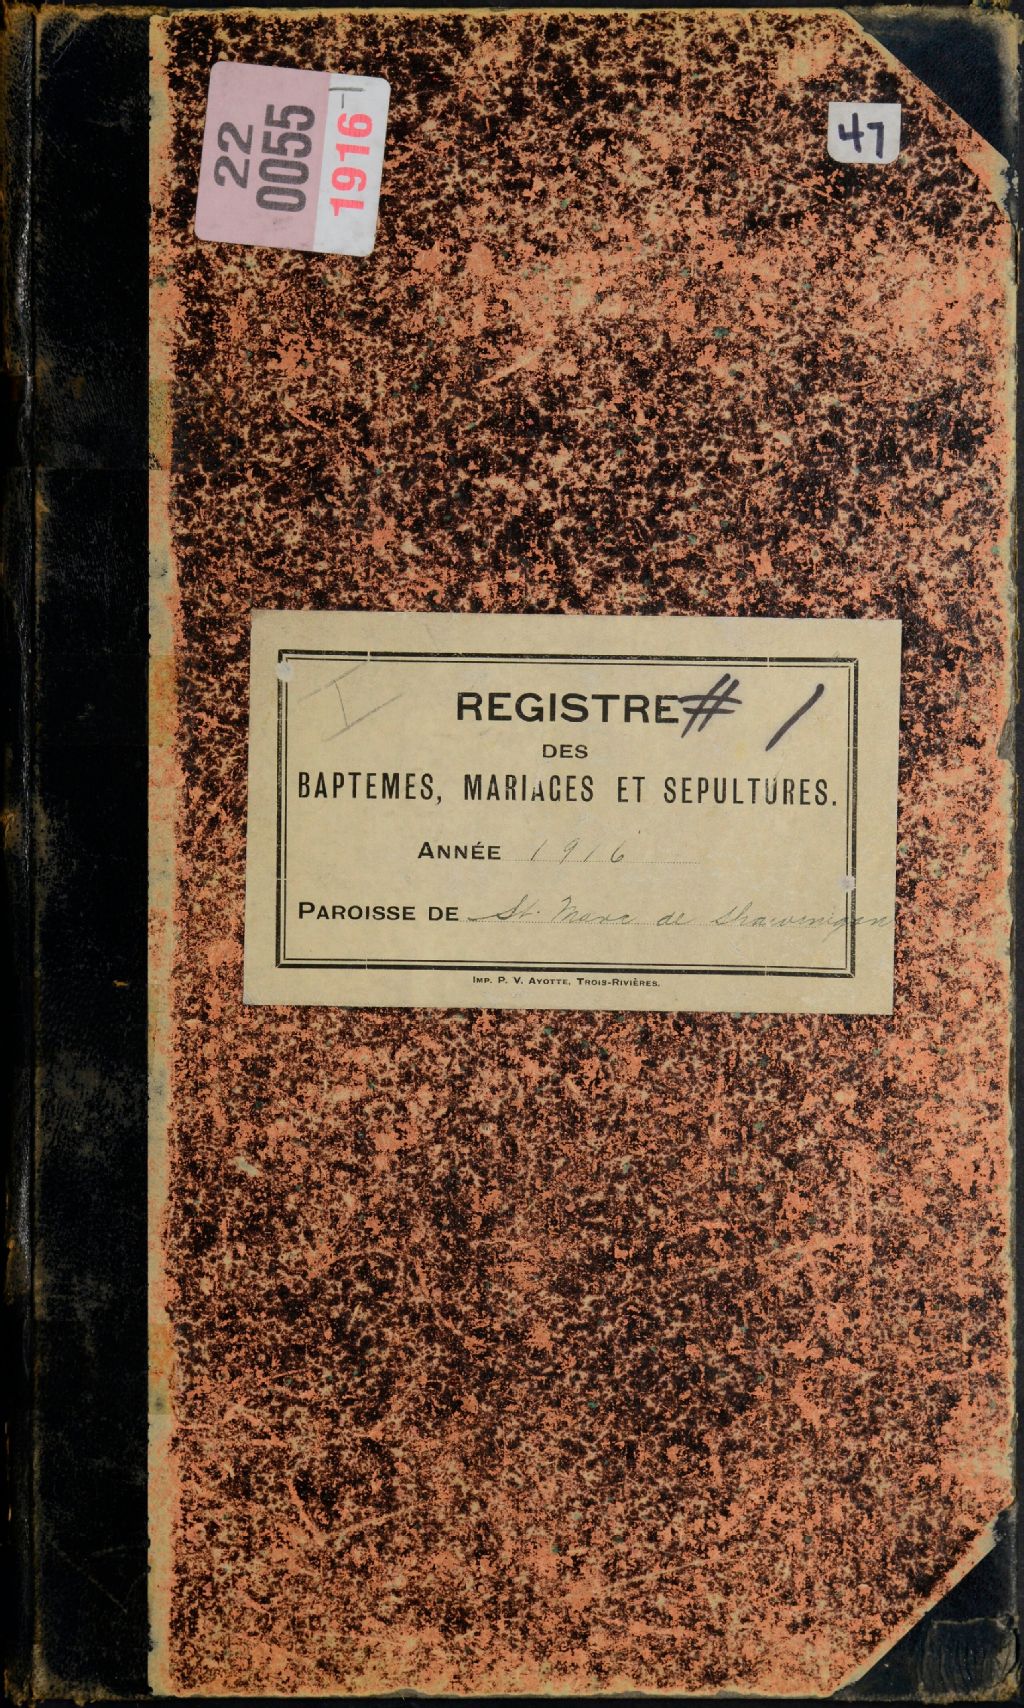 22
0055
1916-1
47
I
REGISTRE # 1
DES
BAPTEMES, MARIAGES ET SEPULTURES.
ANNÉE 1916
PAROISSE DE St. Marc de Shawinigan
IMP. P. V. AYOTTE, TROIS-RIVIÈRES.